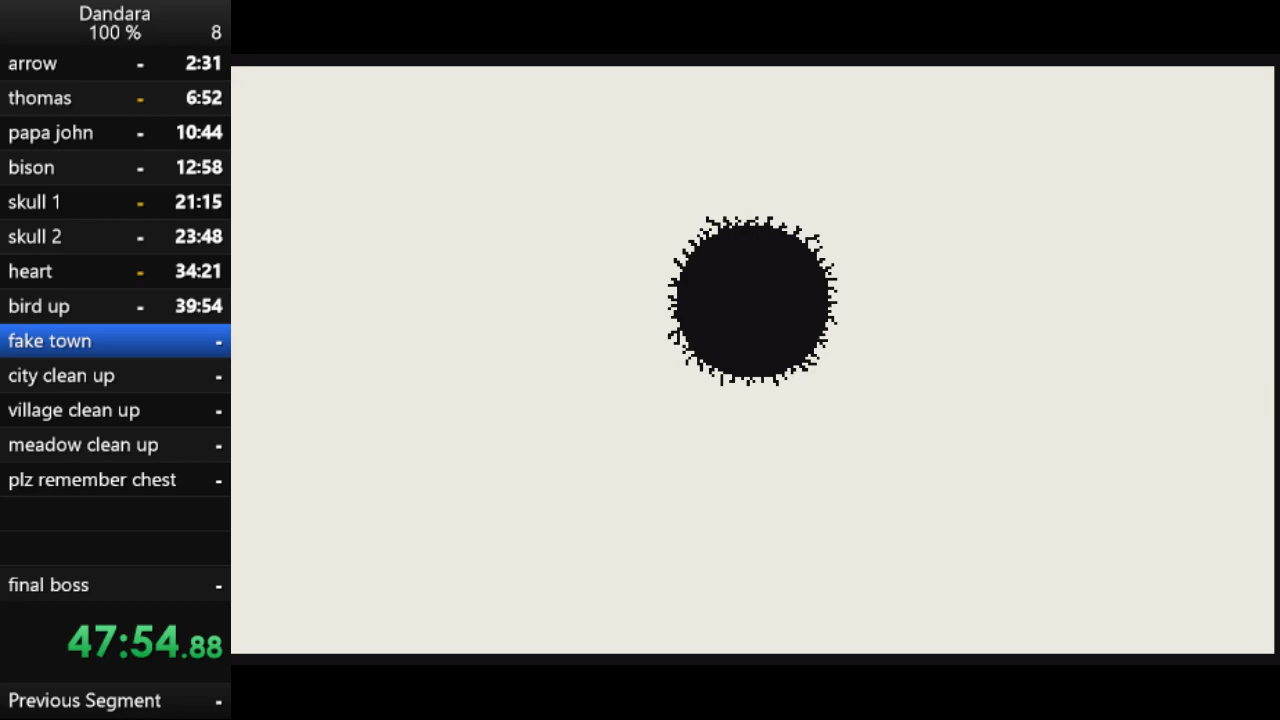 Dandara
100 % 8
arrow - 2:31
thomas - 6:52
papa john - 10:44
bison - 12:58
skull 1 - 21:15
skull 2 - 23:48
heart - 34:21
bird up - 39:54
fake town -
city clean up -
village clean up -
meadow clean up -
plz remember chest -
final boss -
47:54.88
Previous Segment -